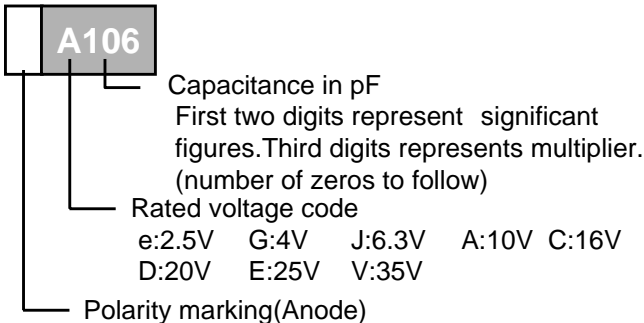 A106
Capacitance in pF
First two digits represent significant
figures.Third digits represents multiplier.
(number of zeros to follow)
Rated voltage code
e:2.5V G:4V J:6.3V A:10V C:16V
D:20V E:25V V:35V
Polarity marking(Anode)